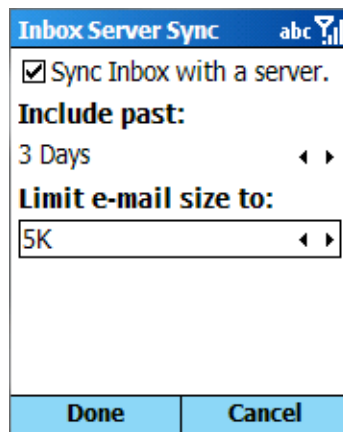 Inbox Server Sync abc
Sync Inbox with a server.
Include past:
3 Days
Limit e-mail size to:
5K
Done Cancel